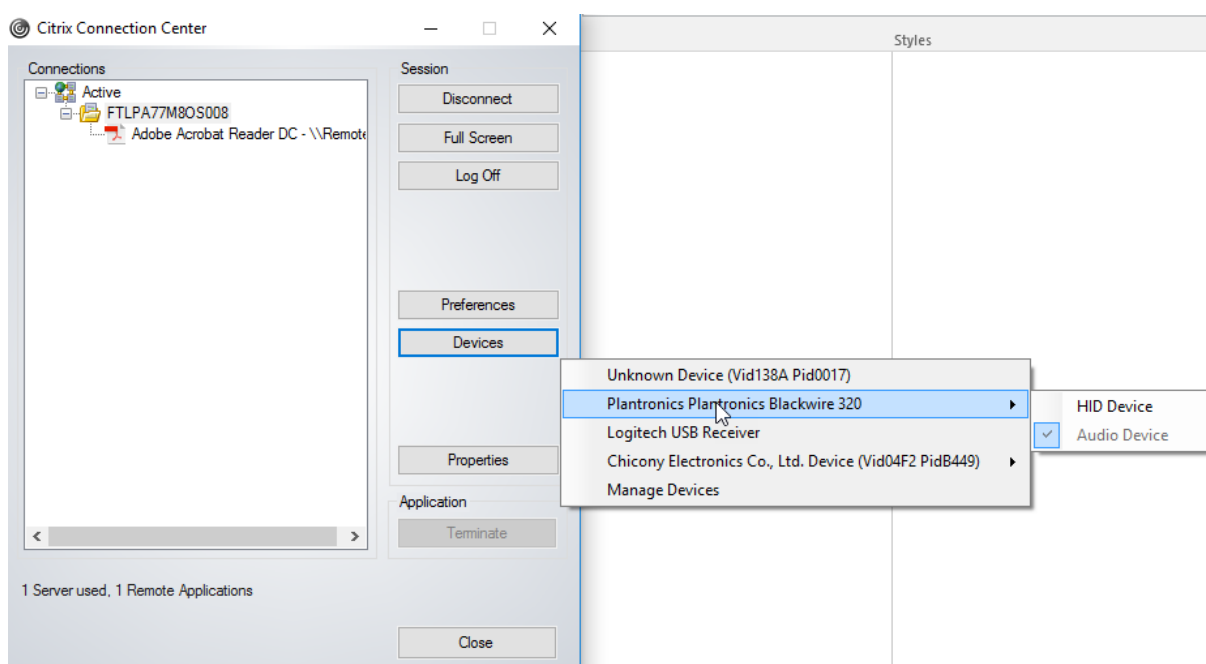 Citrix Connection Center
Styles
Connections
Active
FTLPA77M8OS008
Adobe Acrobat Reader DC - \\Remote
Session
Disconnect
Full Screen
Log Off
Preferences
Devices
Unknown Device (Vid138A Pid0017)
Plantronics Plantronics Blackwire 320
Logitech USB Receiver
Chicony Electronics Co., Ltd. Device (Vid04F2 PidB449)
Manage Devices
HID Device
Audio Device
Properties
Application
Terminate
1 Server used, 1 Remote Applications
Close